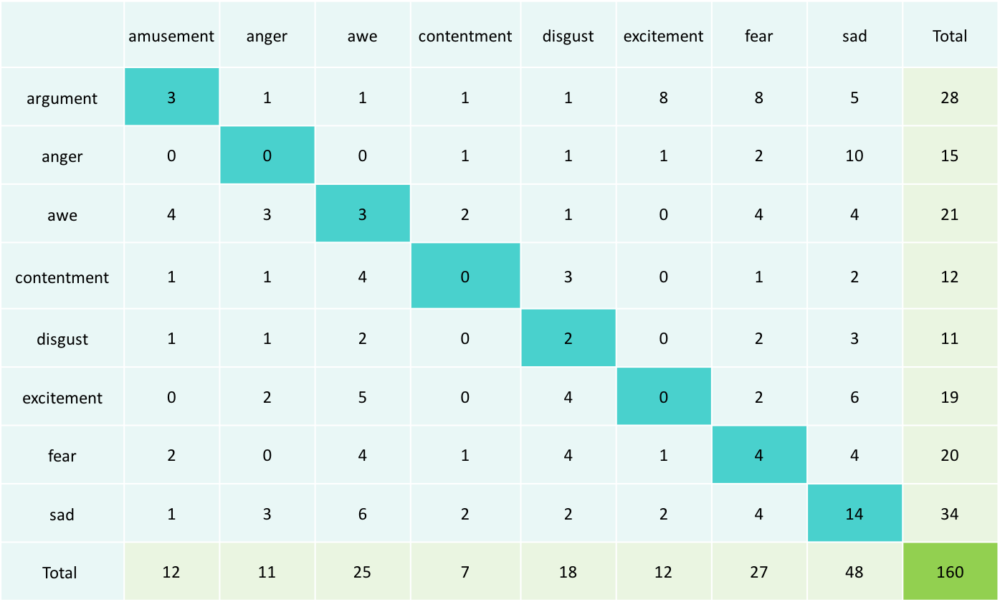 amusement anger awe contentment disgust excitement fear sad Total
argument 3 1 1 1 1 8 8 5 28
anger 0 0 0 1 1 1 2 10 15
awe 4 3 3 2 1 0 4 4 21
contentment 1 1 4 0 3 0 1 2 12
disgust 1 1 2 0 2 0 2 3 11
excitement 0 2 5 0 4 0 2 6 19
fear 2 0 4 1 4 1 4 4 20
sad 1 3 6 2 2 2 4 14 34
Total 12 11 25 7 18 12 27 48 160